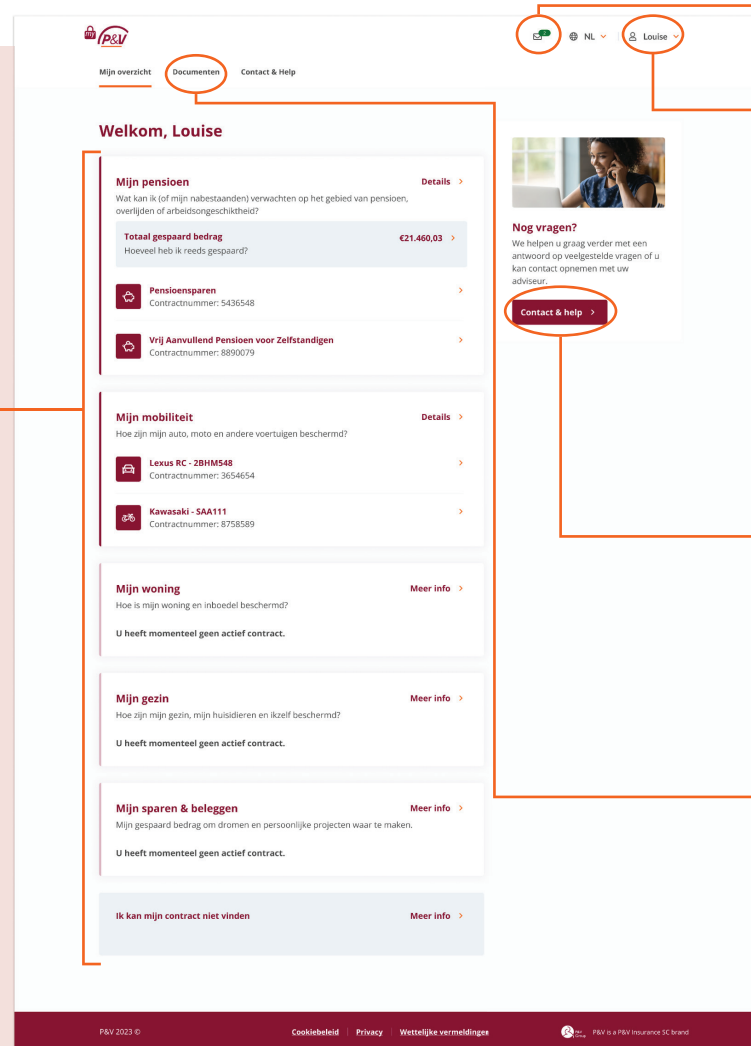 my P&V
2
NL
Louise
Mijn overzicht Documenten Contact & Help
Welkom, Louise
Mijn pensioen Details
Wat kan ik (of mijn nabestaanden) verwachten op het gebied van pensioen,
overlijden of arbeidsongeschiktheid?
Totaal gespaard bedrag €21.460,03
Hoeveel heb ik reeds gespaard?
Pensioensparen
Contractnummer: 5436548
Vrij Aanvullend Pensioen voor Zelfstandigen
Contractnummer: 8890079
Mijn mobiliteit Details
Hoe zijn mijn auto, moto en andere voertuigen beschermd?
Lexus RC - 2BHM548
Contractnummer: 3654654
Kawasaki - SAA111
Contractnummer: 8758589
Mijn woning Meer info
Hoe is mijn woning en inboedel beschermd?
U heeft momenteel geen actief contract.
Mijn gezin Meer info
Hoe zijn mijn gezin, mijn huisidieren en ikzelf beschermd?
U heeft momenteel geen actief contract.
Mijn sparen & beleggen Meer info
Mijn gespaard bedrag om dromen en persoonlijke projecten waar te maken.
U heeft momenteel geen actief contract.
Ik kan mijn contract niet vinden Meer info
Nog vragen?
We helpen u graag verder met een
antwoord op veelgestelde vragen of u
kan contact opnemen met uw
adviseur.
Contact & help
P&V 2023 © Cookiebeleid Privacy Wettelijke vermeldingen P&V Group P&V is a P&V Insurance SC brand